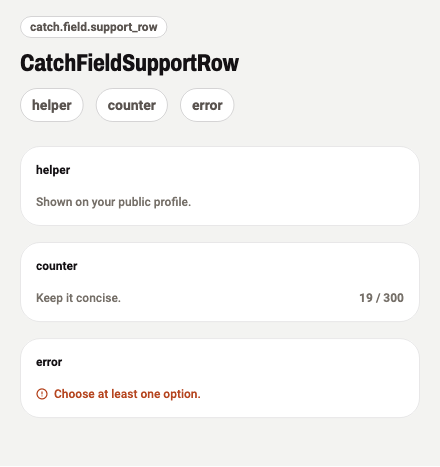 catch.field.support_row
CatchFieldSupportRow
helper counter error
helper
Shown on your public profile.
counter
Keep it concise. 19 / 300
error
Choose at least one option.